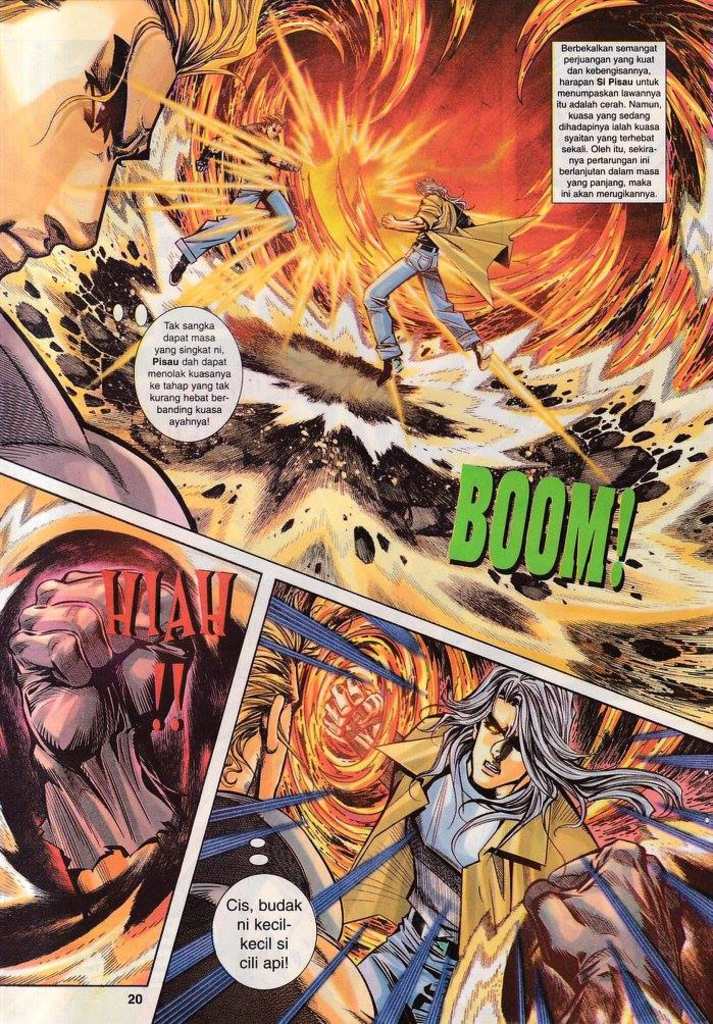 Berbekalkan semangat
perjuangan yang kuat
dan kebengisannya,
harapan Si Pisau untuk
menumpaskan lawannya
itu adalah cerah. Namun,
kuasa yang sedang
dihadapinya ialah kuasa
syaitan yang terhebat
sekali. Oleh itu, sekira-
nya pertarungan ini
berlanjutan dalam masa
yang panjang, maka
ini akan merugikannya.
Tak sangka
dapat masa
yang singkat ni,
Pisau dah dapat
menolak kuasanya
ke tahap yang tak
kurang hebat ber-
banding kuasa
ayahnya!
BOOM!
HIAH
!!
Cis, budak
ni kecil-
kecil si
cili api!
20